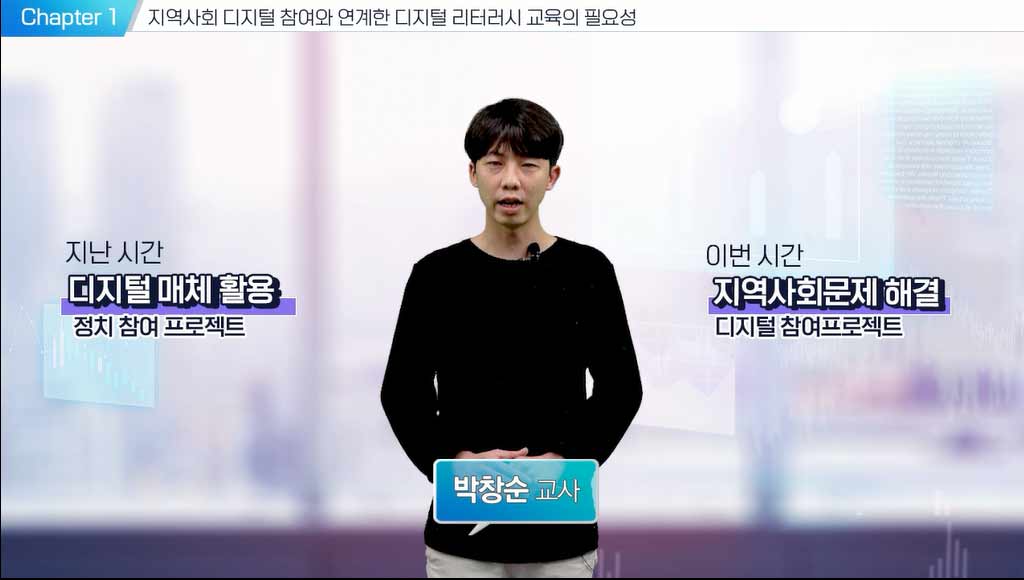 Chapter 1 지역사회 디지털 참여와 연계한 디지털 리터러시 교육의 필요성
지난 시간
디지털 매체 활용
정치 참여 프로젝트
이번 시간
지역사회문제 해결
디지털 참여프로젝트
박창순 교사